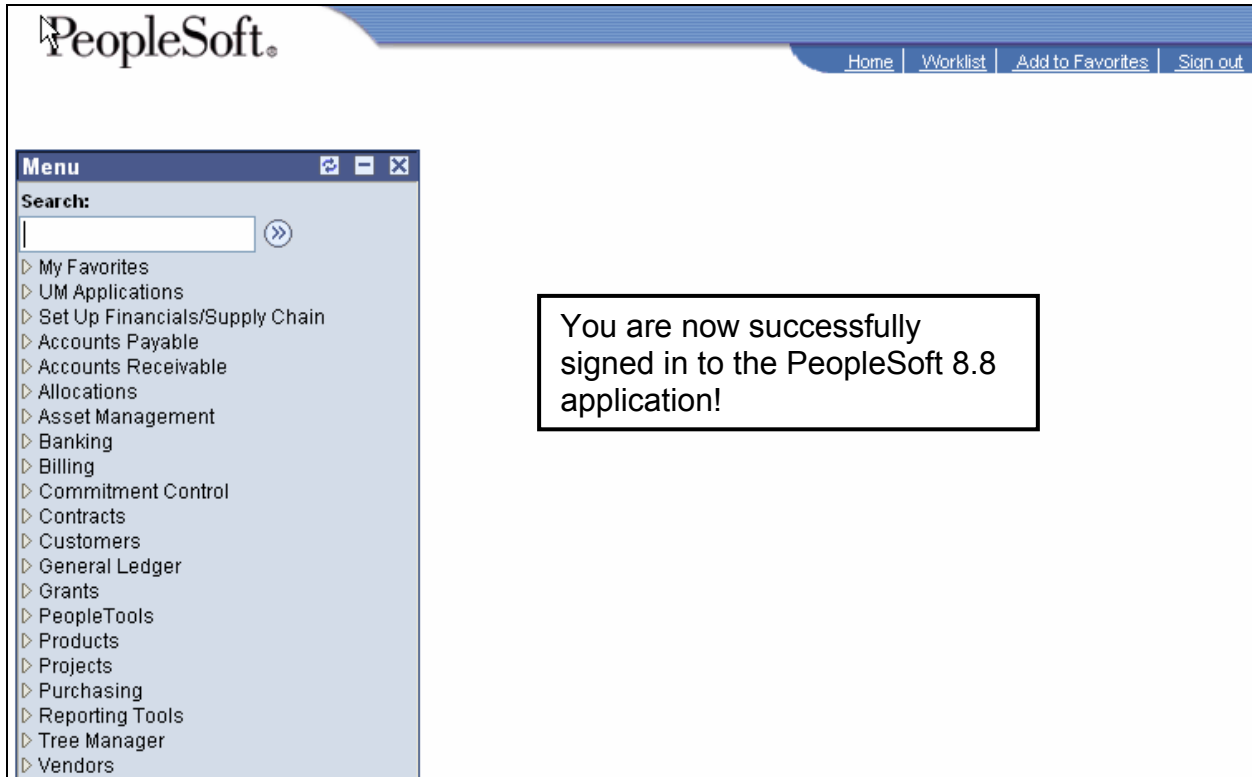 PeopleSoft®
Home Worklist Add to Favorites Sign out
Menu
Search:
My Favorites
UM Applications
Set Up Financials/Supply Chain
Accounts Payable
Accounts Receivable
Allocations
Asset Management
Banking
Billing
Commitment Control
Contracts
Customers
General Ledger
Grants
PeopleTools
Products
Projects
Purchasing
Reporting Tools
Tree Manager
Vendors
You are now successfully
signed in to the PeopleSoft 8.8
application!